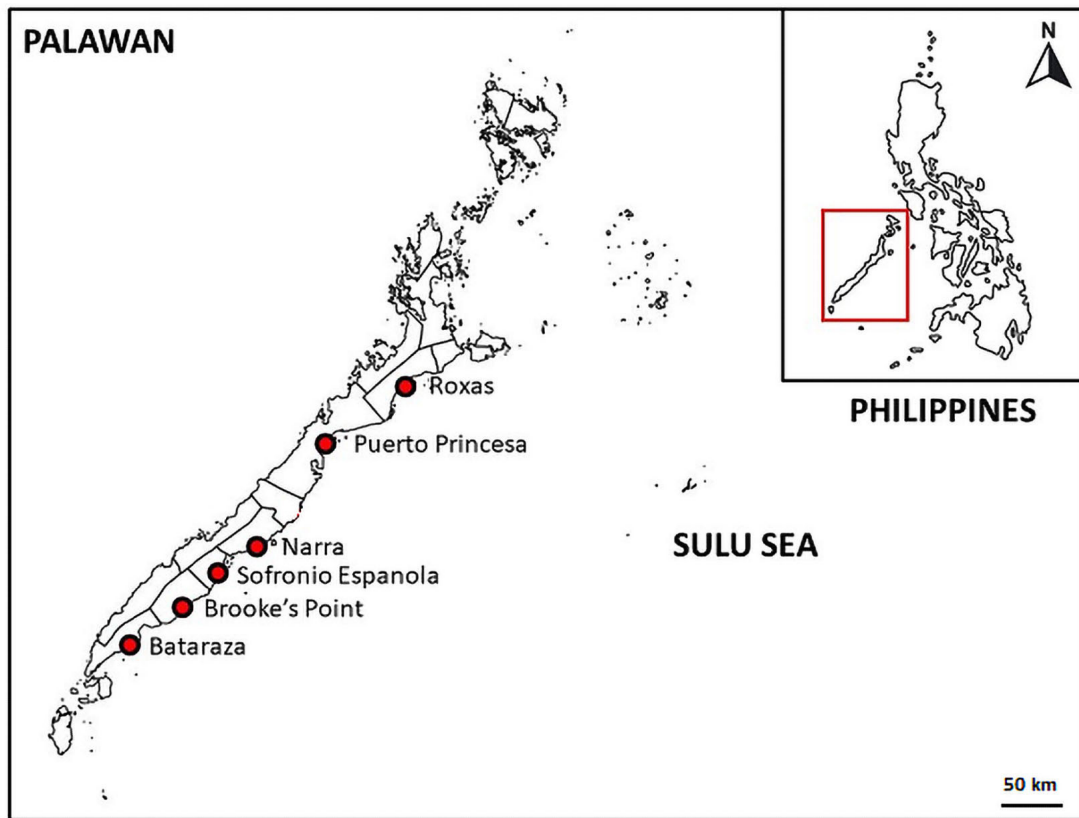 PALAWAN
N
Roxas
PHILIPPINES
Puerto Princesa
SULU SEA
Narra
Sofronio Espanola
Brooke’s Point
Bataraza
50 km